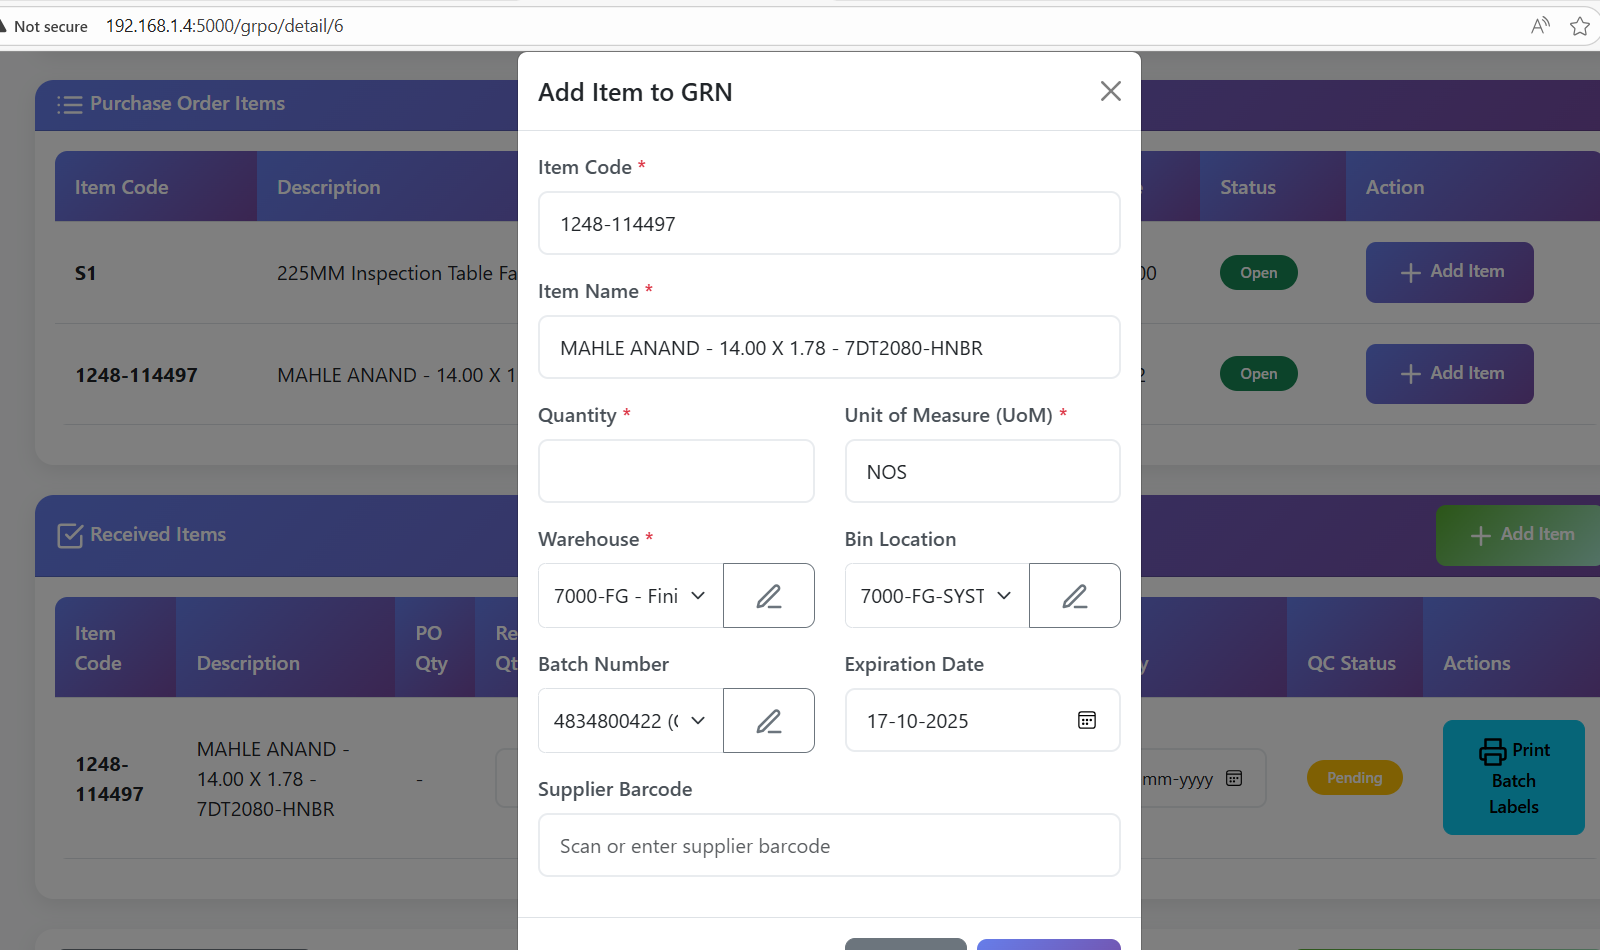 Not secure 192.168.1.4:5000/grpo/detail/6
Add Item to GRN
Purchase Order Items
Item Code Description Status Action
S1 225MM Inspection Table Fa 00 Open + Add Item
1248-114497 MAHLE ANAND - 14.00 X 1 2 Open + Add Item
Item Code *
1248-114497
Item Name *
MAHLE ANAND - 14.00 X 1.78 - 7DT2080-HNBR
Quantity * Unit of Measure (UoM) *
NOS
Warehouse * Bin Location
7000-FG - Fini 7000-FG-SYST
Batch Number Expiration Date
4834800422 ( 17-10-2025
Supplier Barcode
Scan or enter supplier barcode
Received Items + Add Item
Item
Code
Description
PO
Qty
Re
Qt
y
QC Status
Actions
1248-
114497
MAHLE ANAND -
14.00 X 1.78 -
7DT2080-HNBR
-
mm-yyyy
Pending
Print
Batch
Labels